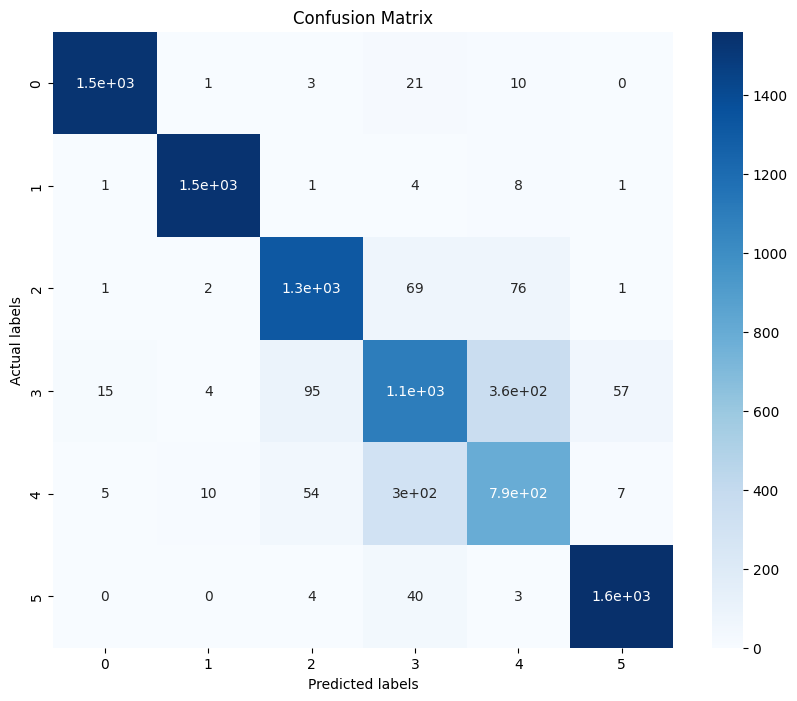 Confusion Matrix
0 1.5e+03 1 3 21 10 0
1 1 1.5e+03 1 4 8 1
2 1 2 1.3e+03 69 76 1
3 15 4 95 1.1e+03 3.6e+02 57
4 5 10 54 3e+02 7.9e+02 7
5 0 0 4 40 3 1.6e+03
0 1 2 3 4 5
Actual labels
Predicted labels
1400
1200
1000
800
600
400
200
0